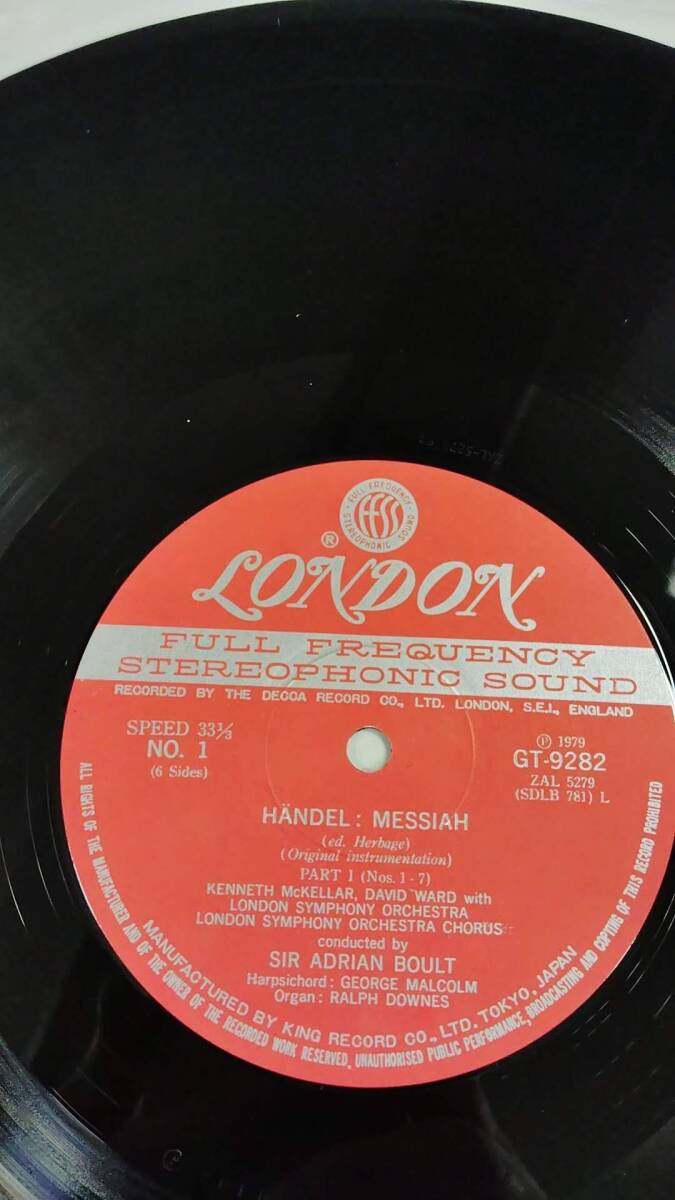 ZAL-527
FULL FREQUENCY
ffss
STEREOPHONIC SOUND
®
LONDON
FULL FREQUENCY
STEREOPHONIC SOUND
RECORDED BY THE DECCA RECORD CO., LTD. LONDON, S.E.I., ENGLAND
SPEED 33⅓
NO. 1
(6 Sides)
Ⓟ 1979
GT-9282
ZAL 5279
(SDLB 781) L
HÄNDEL : MESSIAH
(ed. Herbage)
(Original instrumentation)
PART 1 (Nos. 1-7)
KENNETH McKELLAR, DAVID WARD with
LONDON SYMPHONY ORCHESTRA
LONDON SYMPHONY ORCHESTRA CHORUS
conducted by
SIR ADRIAN BOULT
Harpsichord : GEORGE MALCOLM
Organ : RALPH DOWNES
MANUFACTURED BY KING RECORD CO., LTD. TOKYO, JAPAN
ALL RIGHTS OF THE MANUFACTURER AND OF THE OWNER OF THE RECORDED WORK RESERVED. UNAUTHORISED PUBLIC PERFORMANCE, BROADCASTING AND COPYING OF THIS RECORD PROHIBITED